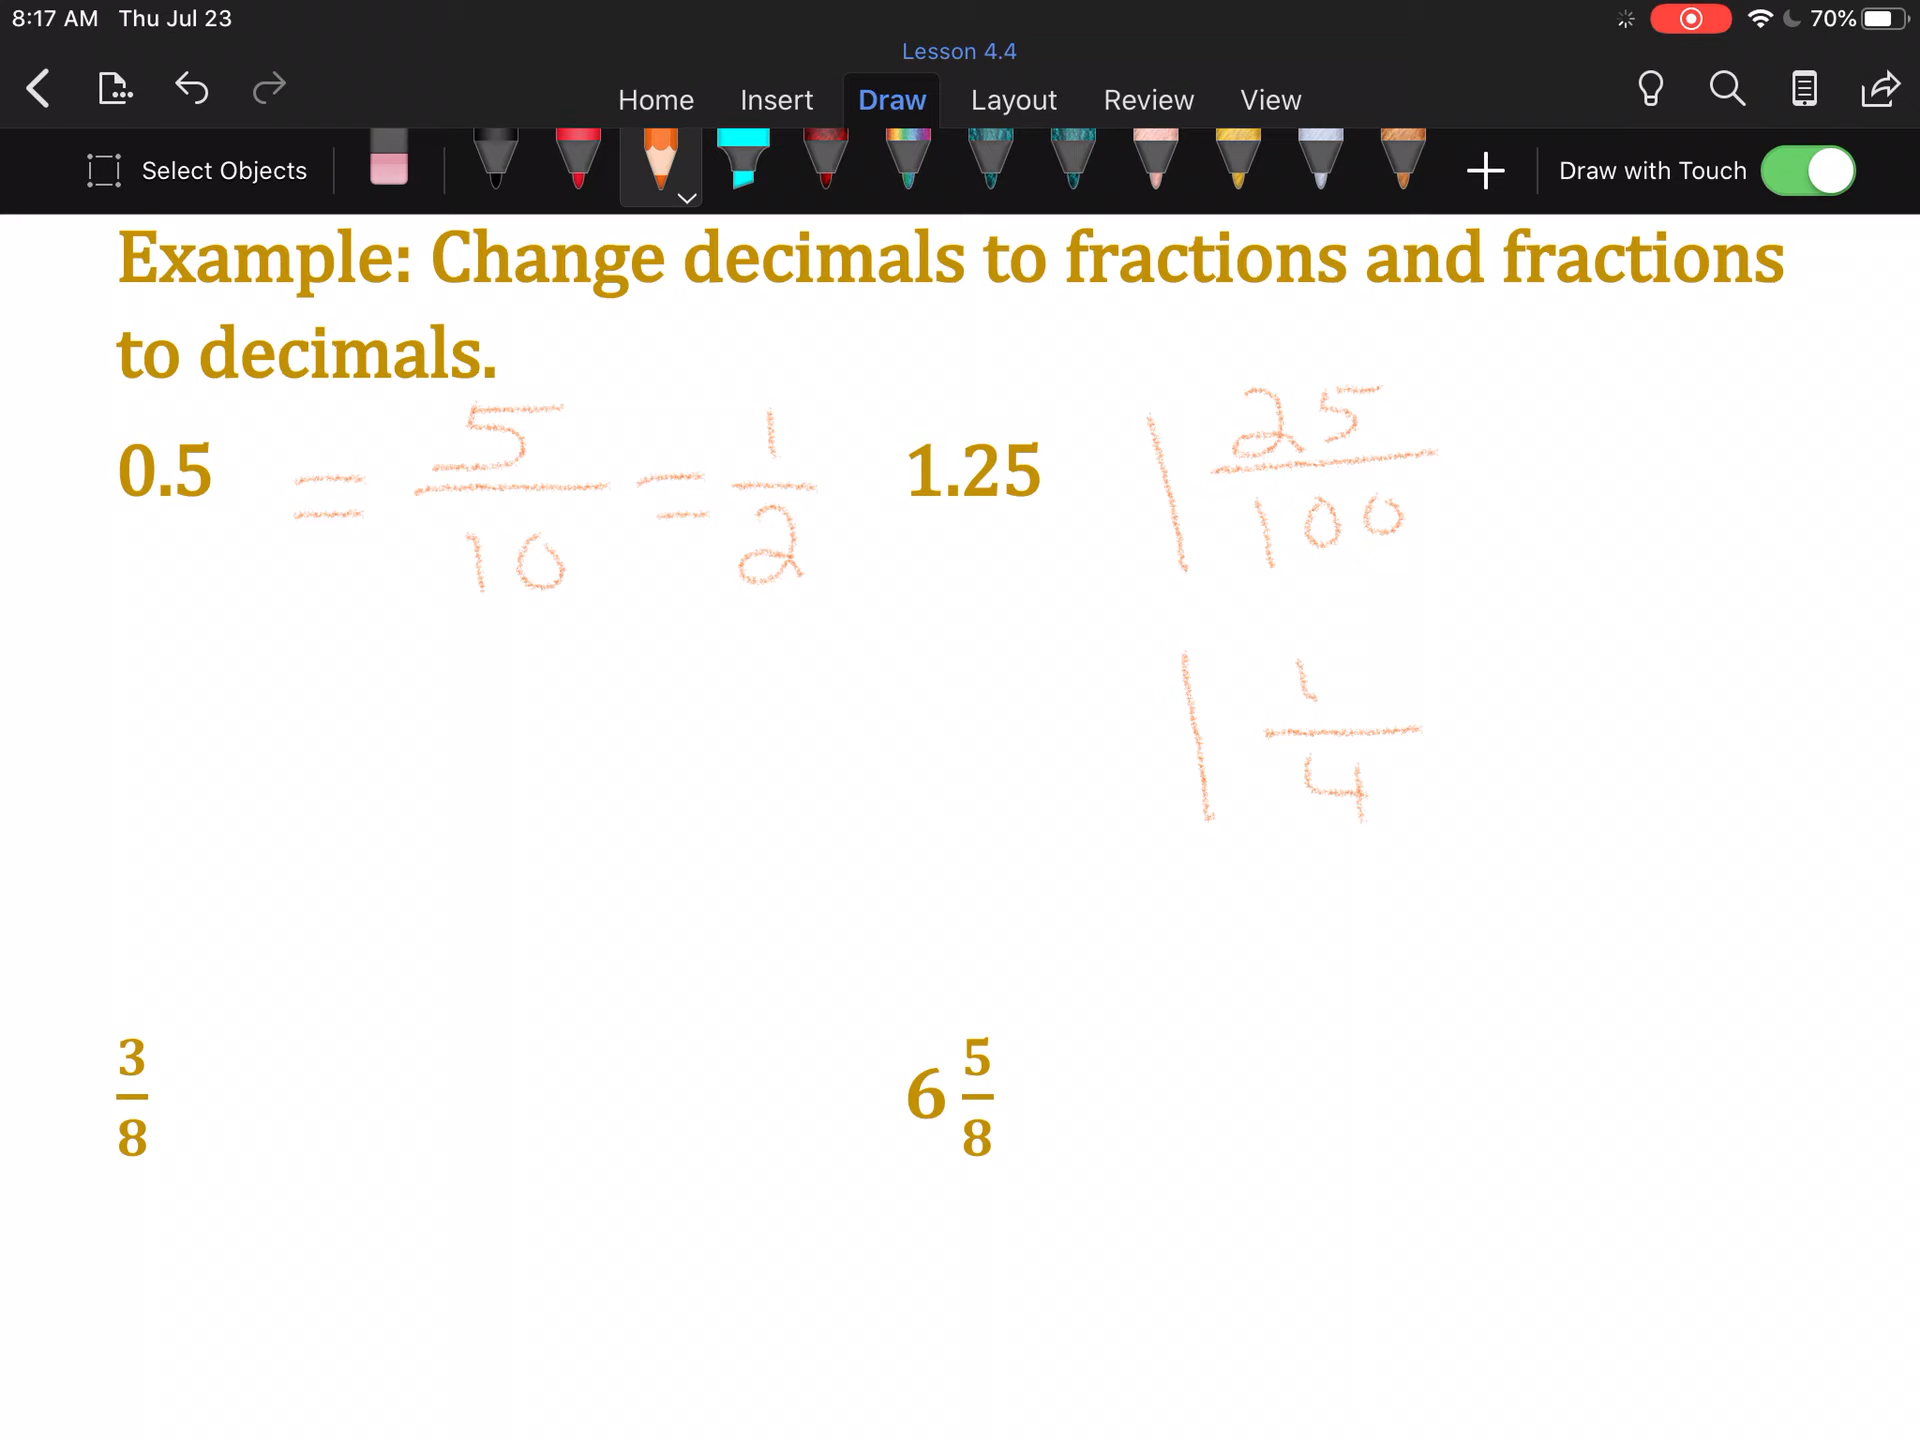 8:17 AM Thu Jul 23
70%
Lesson 4.4
Home Insert Draw Layout Review View
Select Objects
Draw with Touch
Example: Change decimals to fractions and fractions
to decimals.
0.5 = 5/10 = 1/2
1.25 1 25/100
1 1/4
3/8
6 5/8